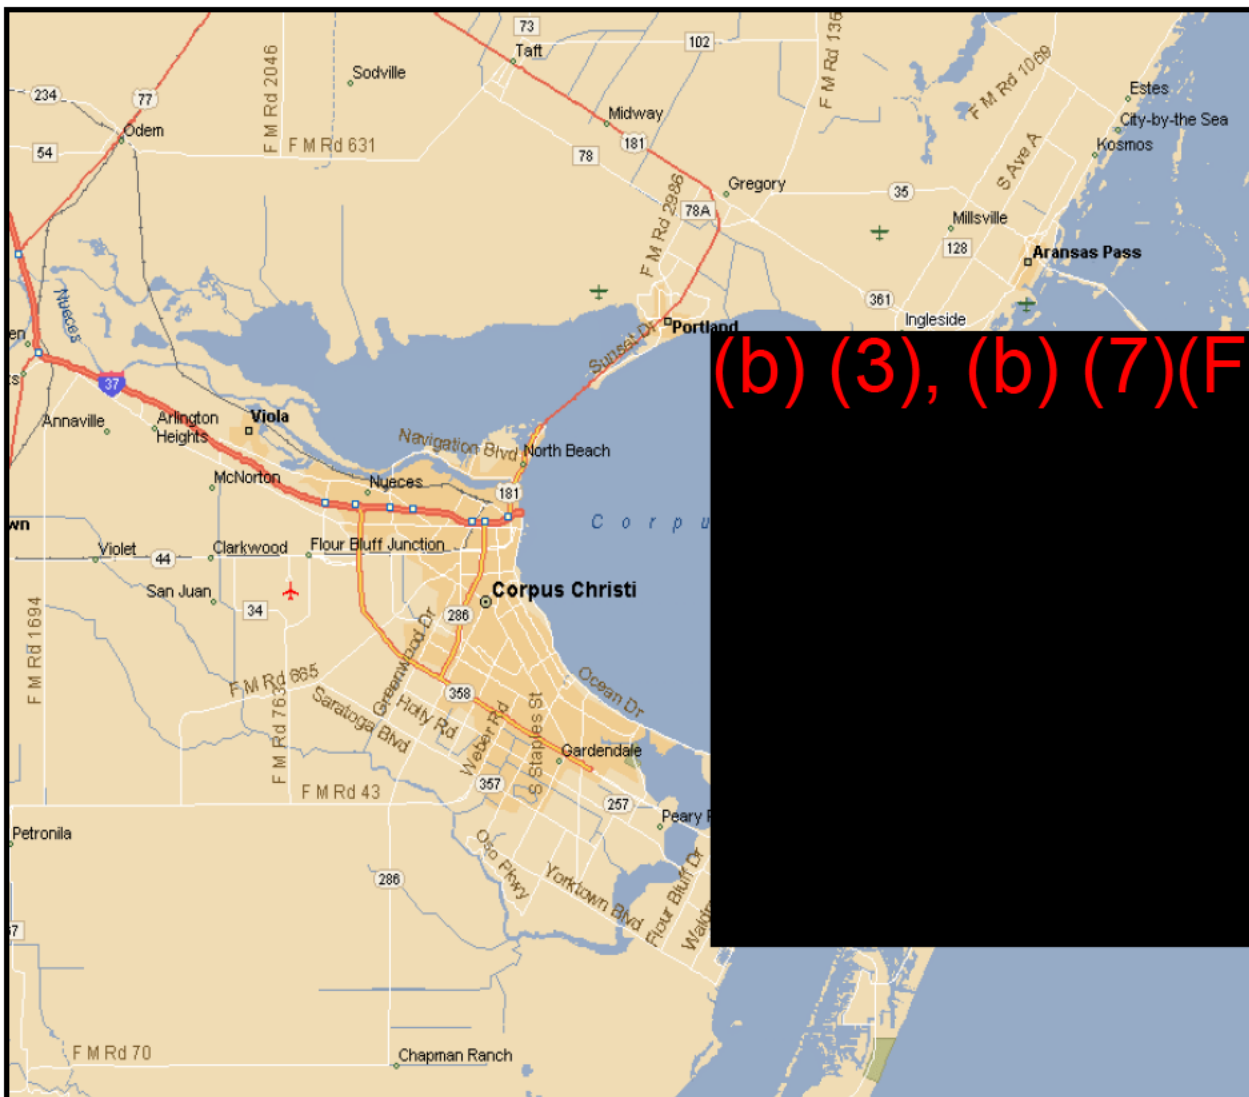 73
Taft
102
F M Rd 136
F M Rd 2046
Sodville
F M Rd 1069
Estes
234
77
Midway
City-by-the Sea
Odem
181
Kosmos
54
F M Rd 631
78
S Ave A
Gregory
35
F M Rd 2986
78A
Millsville
128
Aransas Pass
Nueces
361
Ingleside
en
Sunset Dr
Portland
(b) (3), (b) (7)(F
37
Annaville
Arlington
Heights
Viola
Navigation Blvd
North Beach
McNorton
Nueces
181
wn
Corpu
Violet
44
Clarkwood
Flour Bluff Junction
San Juan
34
Corpus Christi
286
F M Rd 1694
Greenwood Dr
F M Rd 665
Ocean Dr
358
Saratoga Blvd
Holly Rd
F M Rd 763
Weber Rd
S Staples St
Gardendale
357
F M Rd 43
257
Peary P
Petronila
Oso Pkwy
286
Yorktown Blvd
Flour Bluff Dr
Waldr
F M Rd 70
Chapman Ranch